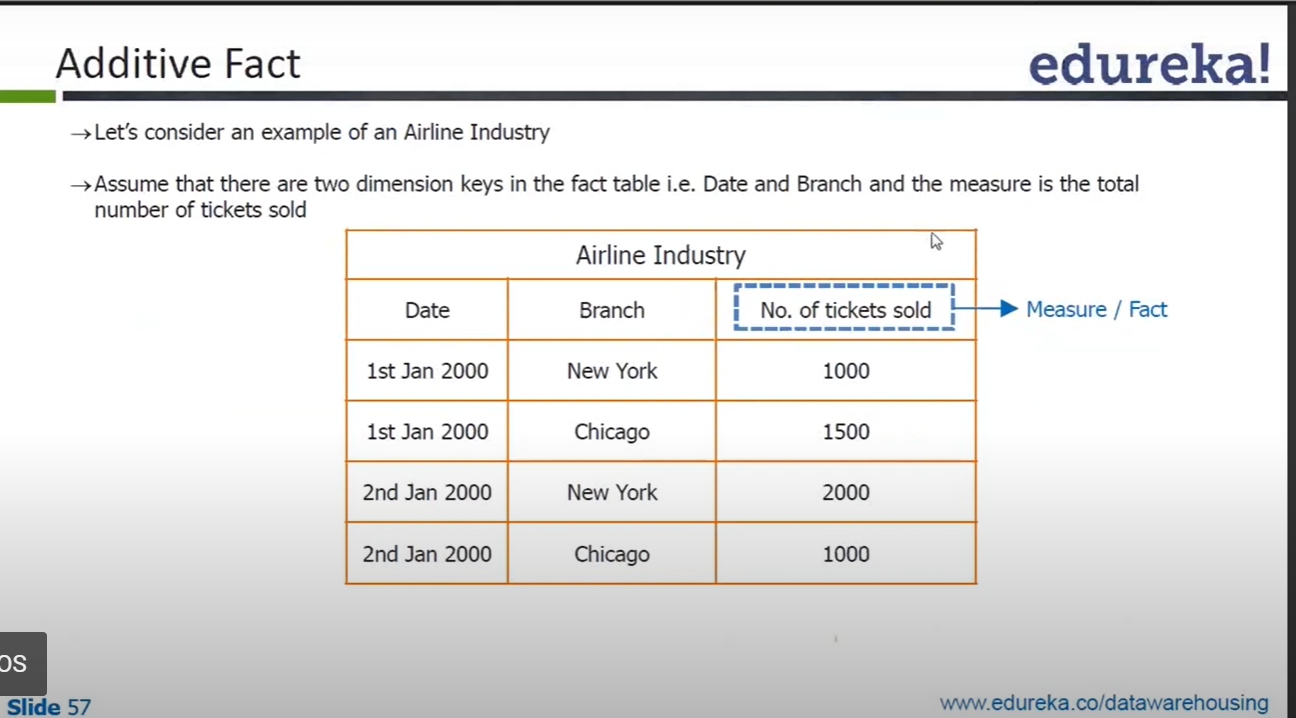 Additive Fact
edureka!
→Let's consider an example of an Airline Industry
→Assume that there are two dimension keys in the fact table i.e. Date and Branch and the measure is the total
number of tickets sold
Airline Industry
Date Branch No. of tickets sold Measure / Fact
1st Jan 2000 New York 1000
1st Jan 2000 Chicago 1500
2nd Jan 2000 New York 2000
2nd Jan 2000 Chicago 1000
os
Slide 57
www.edureka.co/datawarehousing